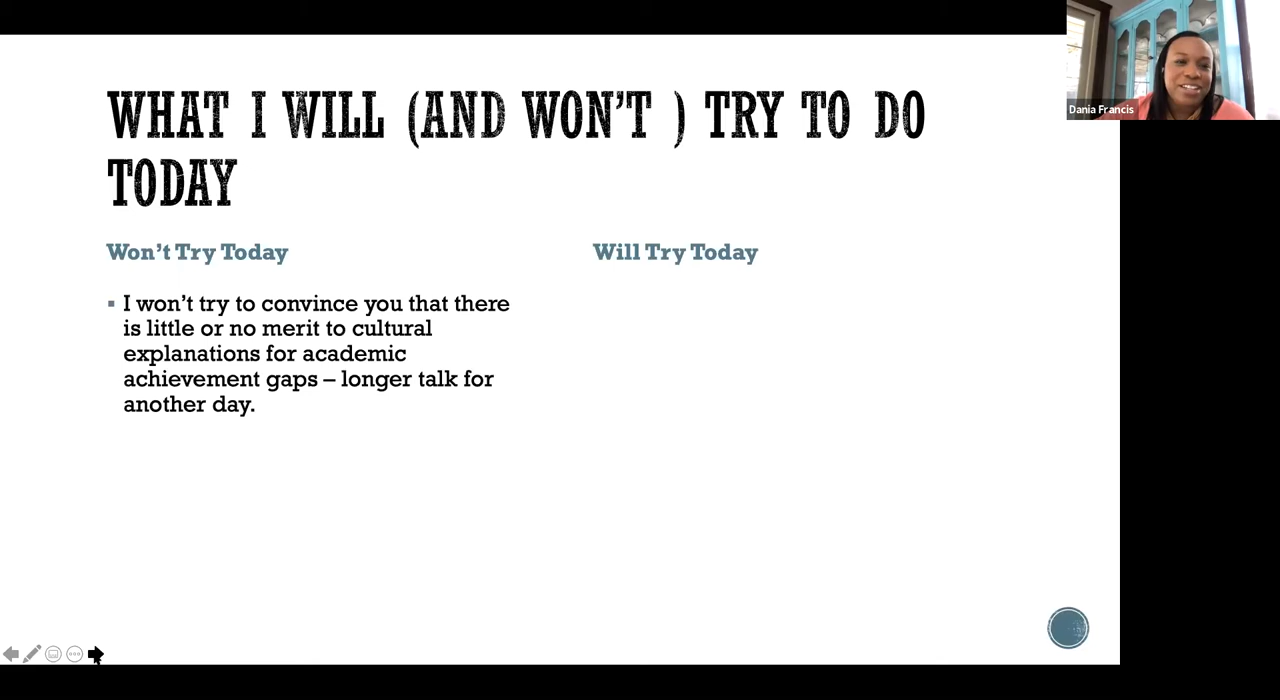 WHAT I WILL (AND WON'T ) TRY TO DO
TODAY
Won't Try Today
Will Try Today
I won't try to convince you that there
is little or no merit to cultural
explanations for academic
achievement gaps – longer talk for
another day.
Dania Francis